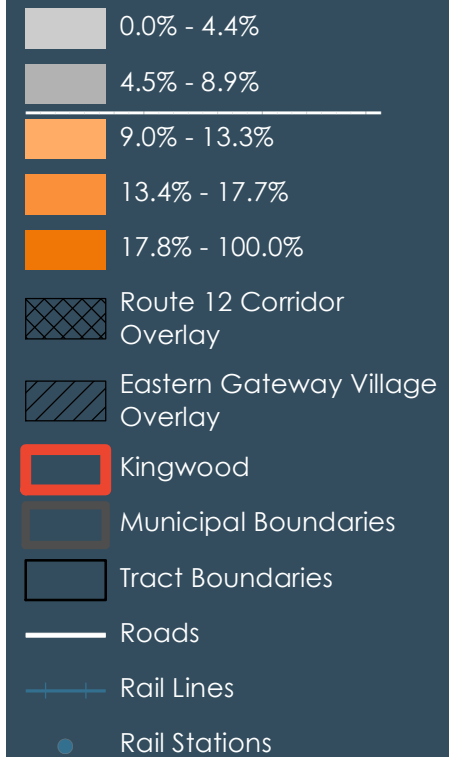 0.0% - 4.4%
4.5% - 8.9%
9.0% - 13.3%
13.4% - 17.7%
17.8% - 100.0%
Route 12 Corridor
Overlay
Eastern Gateway Village
Overlay
Kingwood
Municipal Boundaries
Tract Boundaries
Roads
Rail Lines
Rail Stations